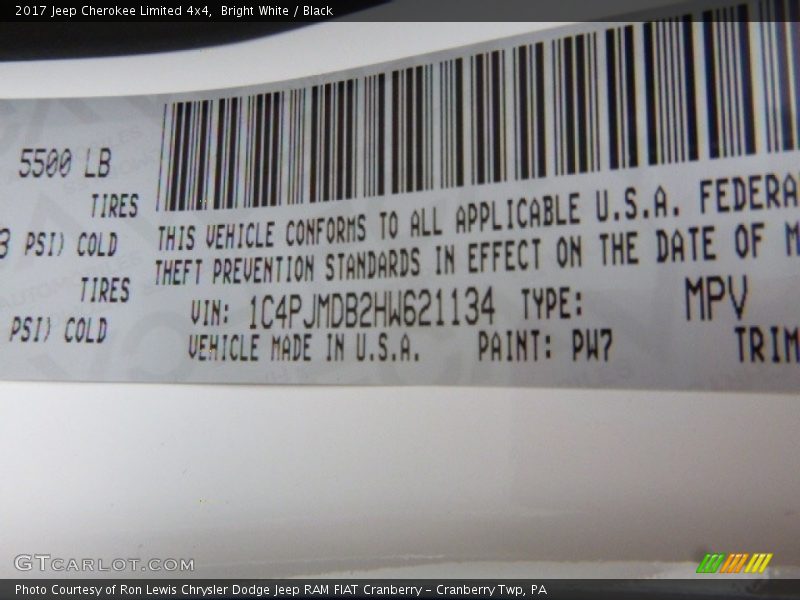 2017 Jeep Cherokee Limited 4x4, Bright White / Black
5500 LB
TIRES
PSI) COLD
TIRES
PSI) COLD
THIS VEHICLE CONFORMS TO ALL APPLICABLE U.S.A. FEDERA
THEFT PREVENTION STANDARDS IN EFFECT ON THE DATE OF M
VIN: 1C4PJMDB2HW621134 TYPE: MPV
VEHICLE MADE IN U.S.A. PAINT: PW7 TRIM
GTCARLOT.COM
Photo Courtesy of Ron Lewis Chrysler Dodge Jeep RAM FIAT Cranberry – Cranberry Twp, PA